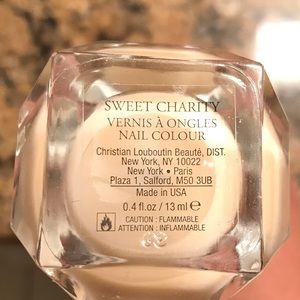 SWEET CHARITY
VERNIS À ONGLES
NAIL COLOUR
Christian Louboutin Beauté, DIST.
New York, NY 10022
New York • Paris
Plaza 1, Salford, M50 3UB
Made in USA
0.4 fl.oz / 13 ml ℮
CAUTION : FLAMMABLE
ATTENTION : INFLAMMABLE